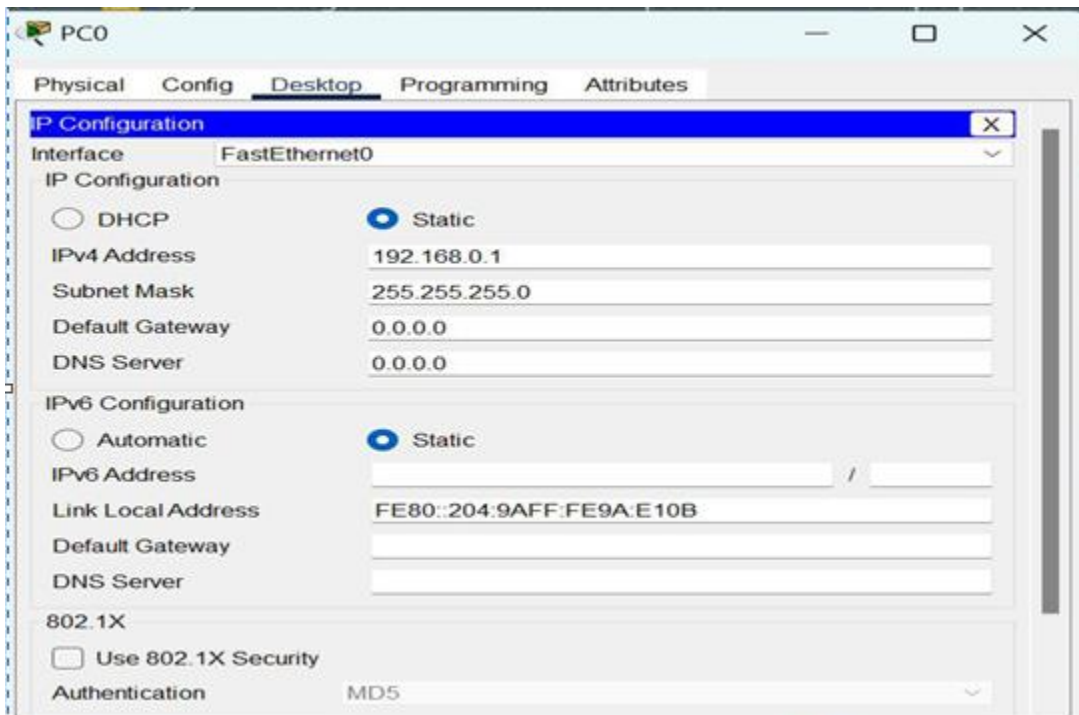 PC0
Physical Config Desktop Programming Attributes
IP Configuration X
Interface FastEthernet0
IP Configuration
DHCP Static
IPv4 Address 192.168.0.1
Subnet Mask 255.255.255.0
Default Gateway 0.0.0.0
DNS Server 0.0.0.0
IPv6 Configuration
Automatic Static
IPv6 Address /
Link Local Address FE80::204:9AFF:FE9A:E10B
Default Gateway
DNS Server
802.1X
Use 802.1X Security
Authentication MD5